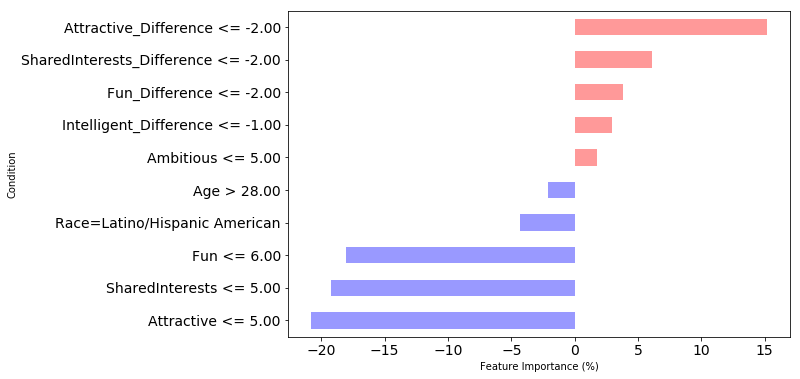 Attractive_Difference <= -2.00
SharedInterests_Difference <= -2.00
Fun_Difference <= -2.00
Intelligent_Difference <= -1.00
Ambitious <= 5.00
Age > 28.00
Race=Latino/Hispanic American
Fun <= 6.00
SharedInterests <= 5.00
Attractive <= 5.00
Condition
−20 −15 −10 −5 0 5 10 15
Feature Importance (%)